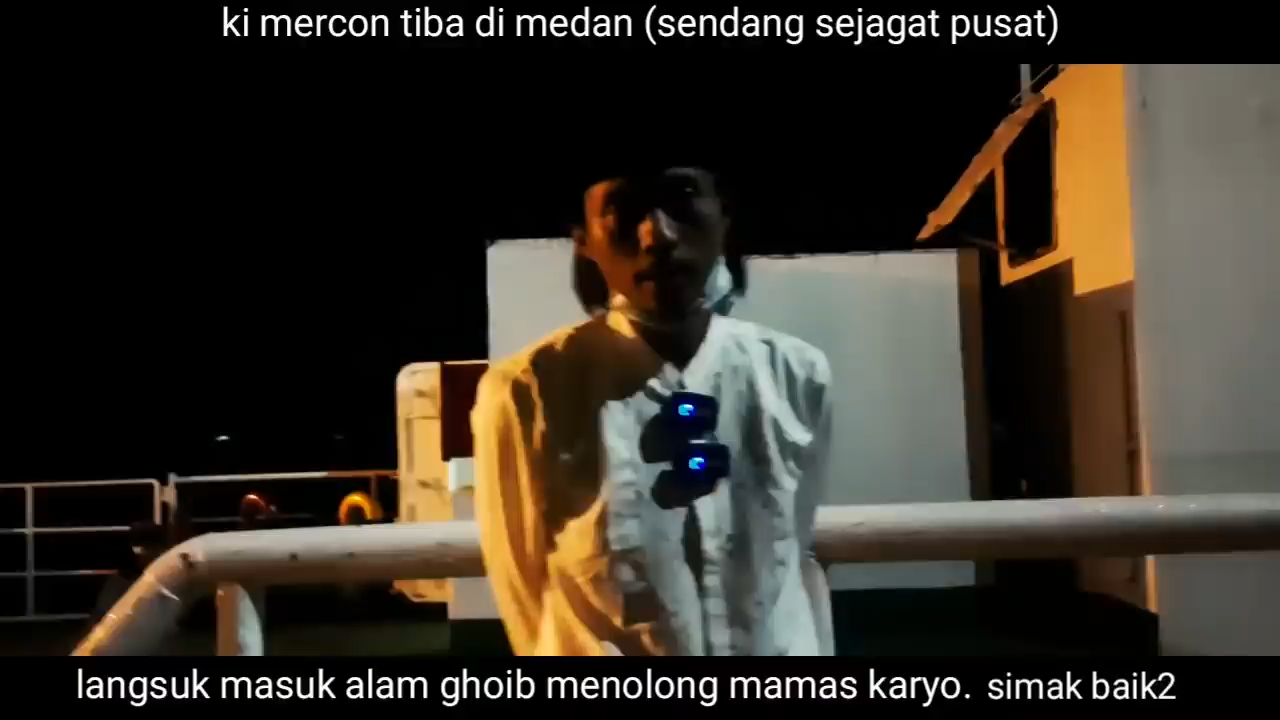 ki mercon tiba di medan (sendang sejagat pusat)
langsuk masuk alam ghoib menolong mamas karyo. simak baik2